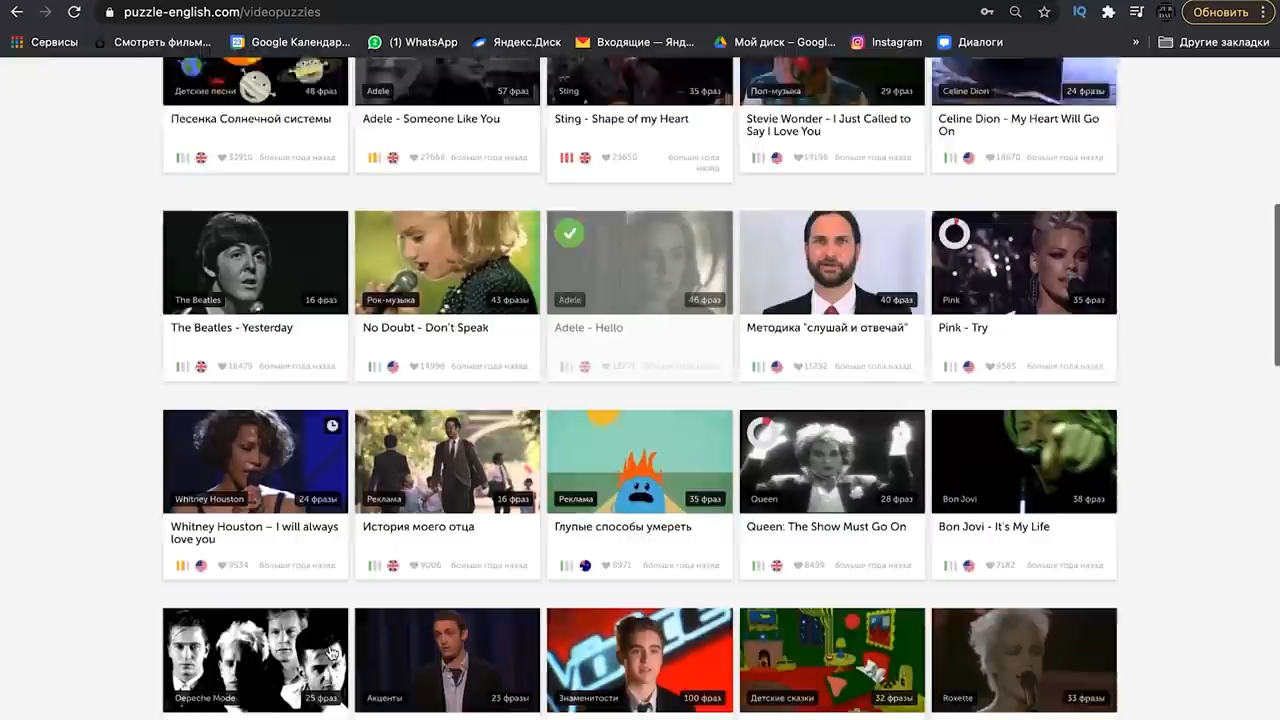 puzzle-english.com/videopuzzles
Обновить
Сервисы
Смотреть фильм...
Google Календар...
(1) WhatsApp
Яндекс.Диск
Входящие — Янд...
Мой диск – Googl...
Instagram
Диалоги
»
Другие закладки
Детские песни
48 фраз
Adele
57 фраз
Sting
35 фраз
Поп-музыка
29 фраз
Celine Dion
24 фразы
Песенка Солнечной системы
Adele - Someone Like You
Sting - Shape of my Heart
Stevie Wonder - I Just Called to
Say I Love You
Celine Dion - My Heart Will Go
On
33910
больше года назад
27668
больше года назад
23650
больше года
назад
19196
больше года назад
18870
больше года назад
The Beatles
16 фраз
Рок-музыка
43 фразы
Adele
46 фраз
40 фраз
Pink
35 фраз
The Beatles - Yesterday
No Doubt - Don't Speak
Adele - Hello
Методика "слушай и отвечай"
Pink - Try
16479
больше года назад
14996
больше года назад
больше года назад
11292
больше года назад
9585
больше года назад
Whitney Houston
24 фразы
Реклама
16 фраз
Реклама
35 фраз
Queen
28 фраз
Bon Jovi
38 фраз
Whitney Houston – I will always
love you
История моего отца
Глупые способы умереть
Queen: The Show Must Go On
Bon Jovi - It's My Life
9534
больше года назад
9006
больше года назад
8971
больше года назад
8459
больше года назад
7182
больше года назад
Depeche Mode
25 фраз
Акценты
23 фразы
Знаменитости
100 фраз
Детские сказки
32 фразы
Roxette
33 фразы